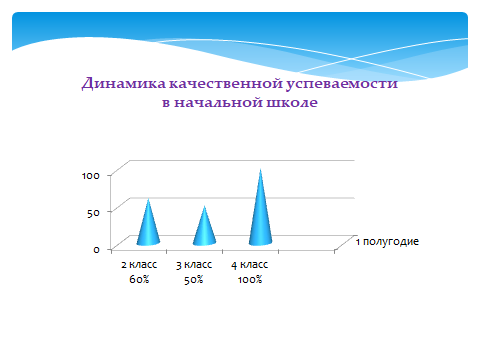 Динамика качественной успеваемости
в начальной школе
100
50
0
1 полугодие
2 класс 3 класс 4 класс
60% 50% 100%